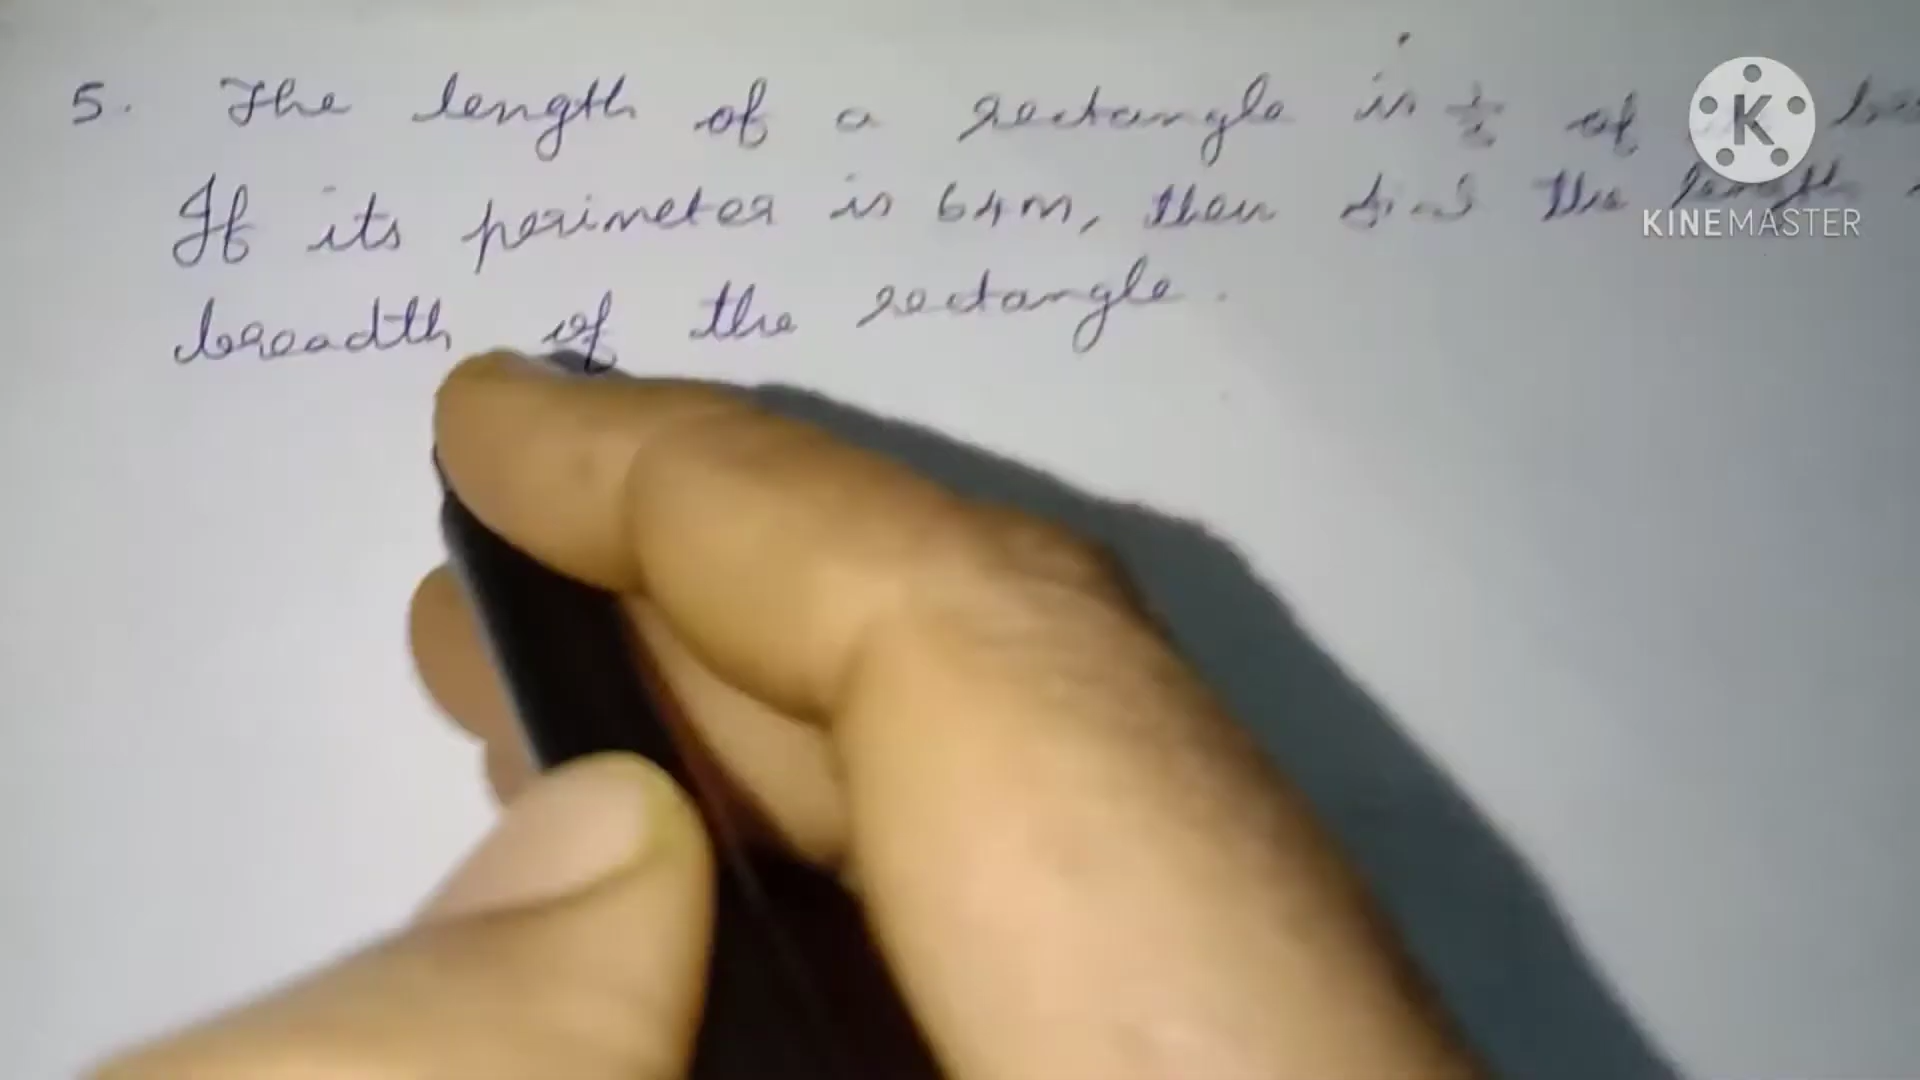 5. The length of a rectangle is of
If its perimeter is 64m, then find the length
breadth of the rectangle.
K
KINEMASTER